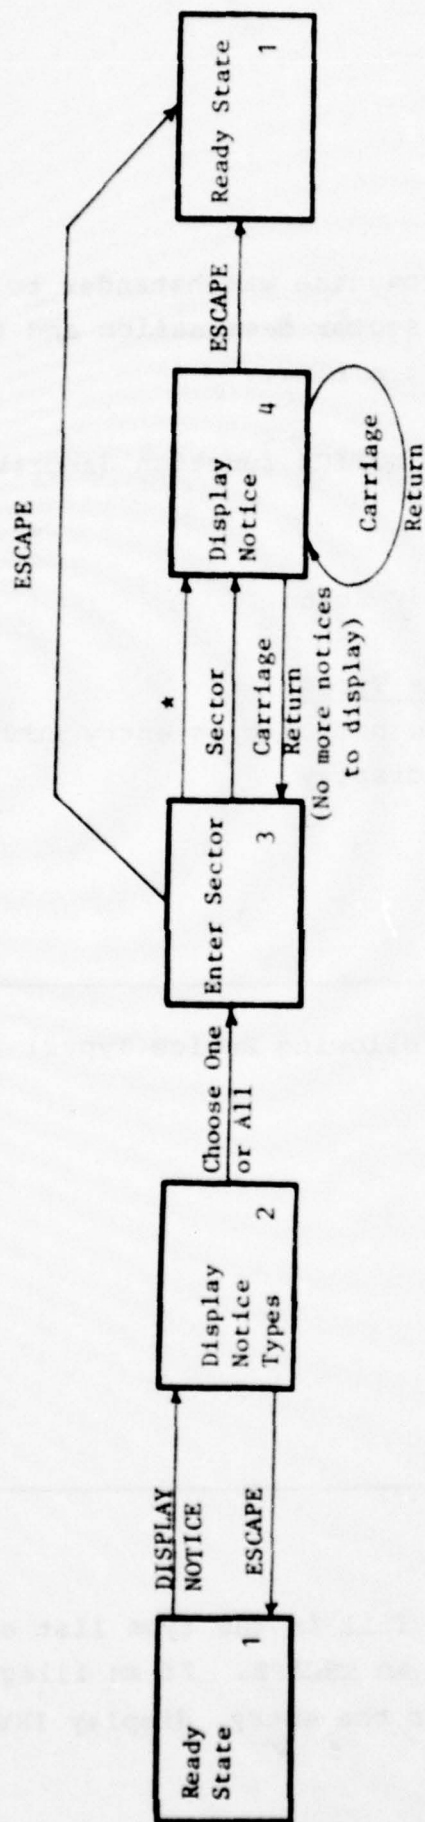 Ready
State
1
DISPLAY
NOTICE
ESCAPE
Display
Notice
Types
2
Choose One
or All
Enter Sector
3
ESCAPE
*
Sector
Carriage
Return
(No more notices
to display)
Display
Notice
4
Carriage
Return
ESCAPE
Ready State
1